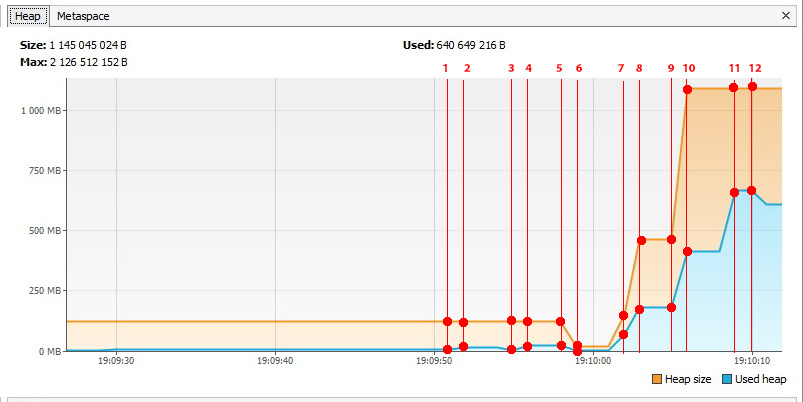 Heap Metaspace ×
Size: 1 145 045 024 B Used: 640 649 216 B
Max: 2 126 512 152 B
1 2 3 4 5 6 7 8 9 10 11 12
1 000 MB
750 MB
500 MB
250 MB
0 MB
19:09:30 19:09:40 19:09:50 19:10:00 19:10:10
Heap size Used heap